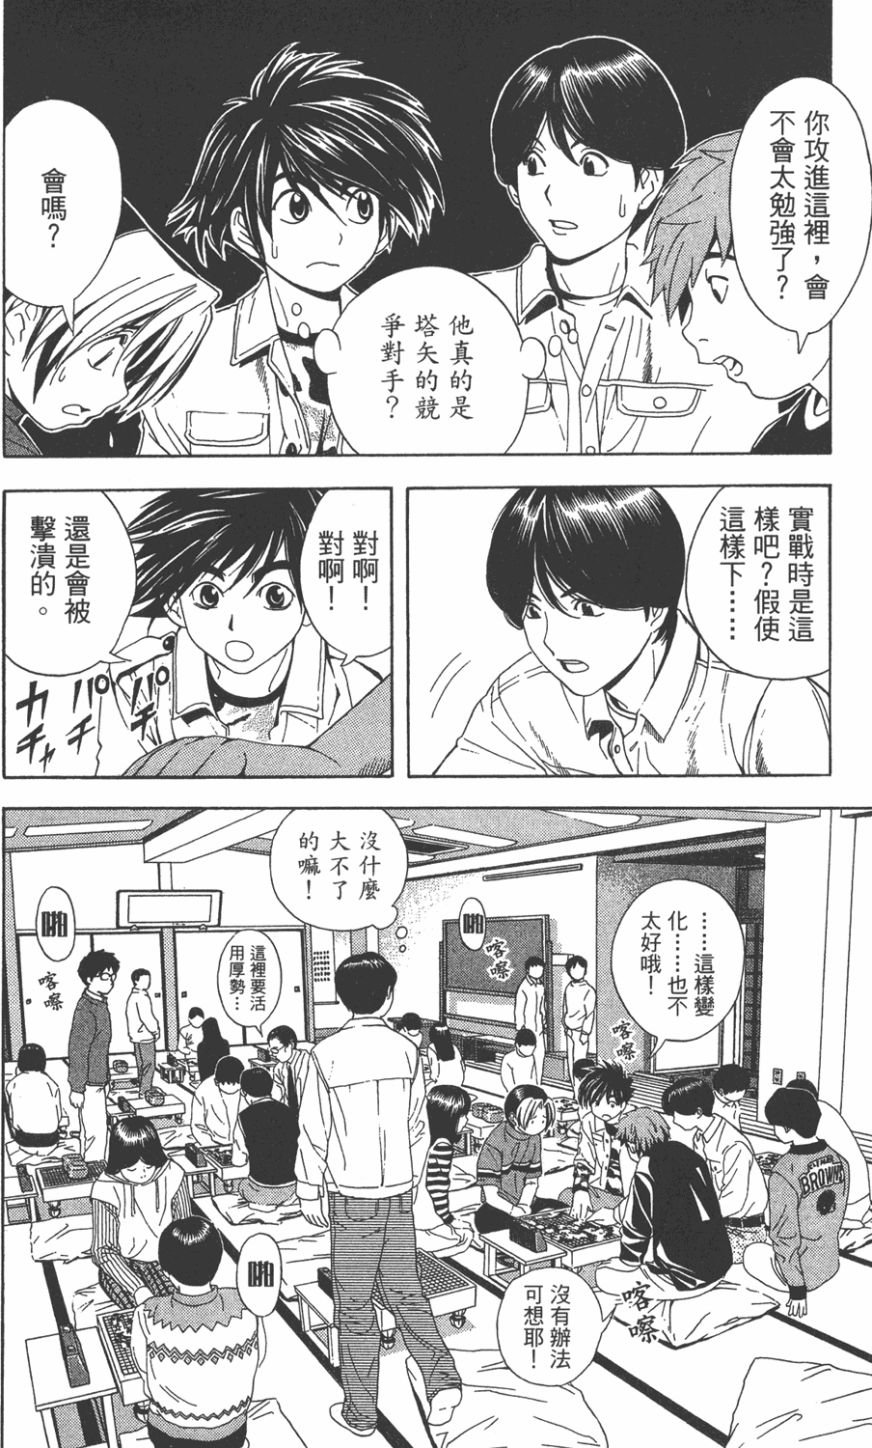 你攻進這裡，會
不會太勉強了？
他真的是
塔矢的競
爭對手？
會嗎？
實戰時是這
樣吧？假使
這樣下……
對啊！
對啊！
還是會被
擊潰的。
パチ
パチ
カチャ
……這樣變
化……也不
太好哦！
喀嚓
啪
喀嚓
沒什麼
大不了
的嘛！
這裡要活
用厚勢…
啪
喀嚓
BROWN
喀嚓
沒有辦法
可想耶！
啪